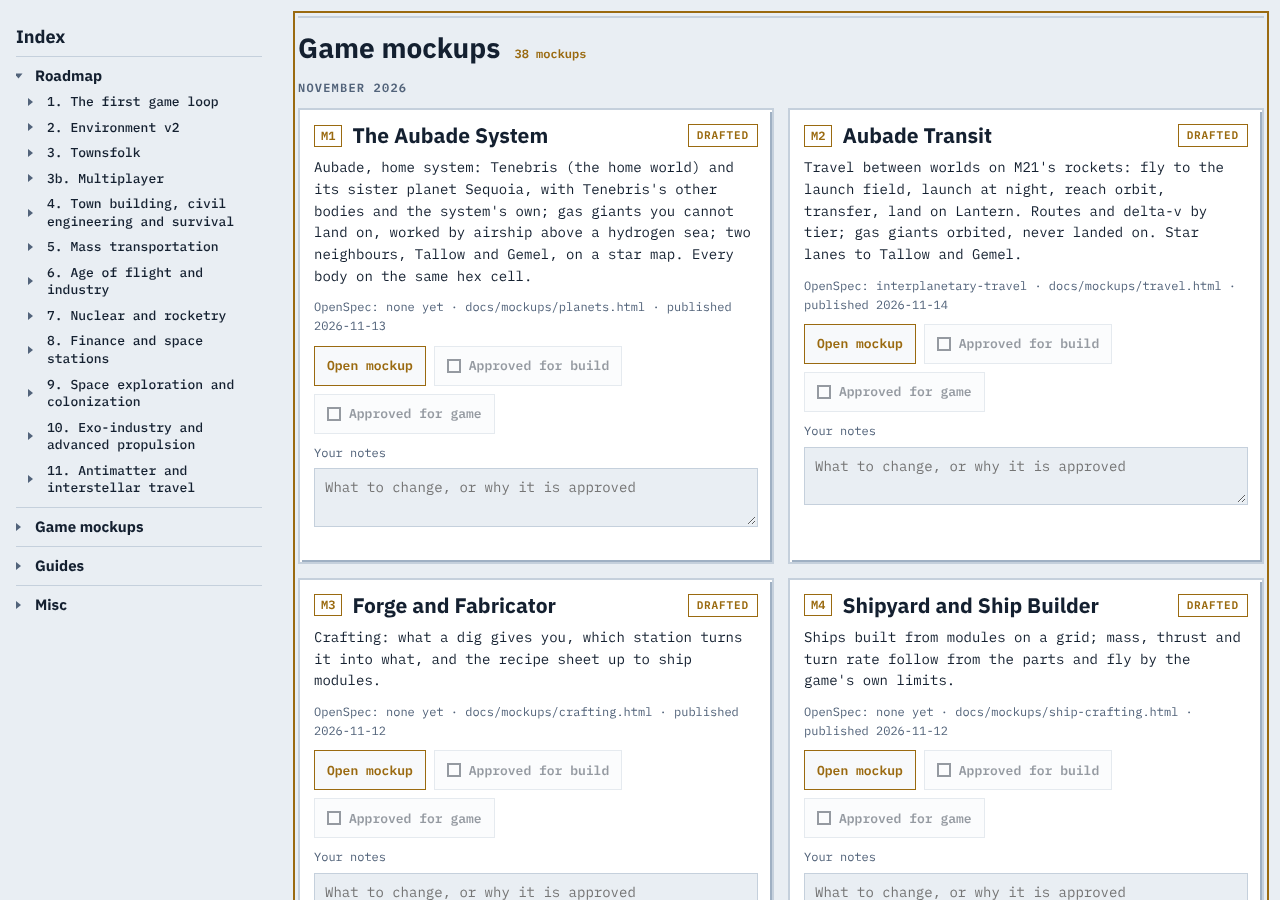 Index
Roadmap
1. The first game loop
2. Environment v2
3. Townsfolk
3b. Multiplayer
4. Town building, civil
engineering and survival
5. Mass transportation
6. Age of flight and
industry
7. Nuclear and rocketry
8. Finance and space
stations
9. Space exploration and
colonization
10. Exo-industry and
advanced propulsion
11. Antimatter and
interstellar travel
Game mockups
Guides
Misc
Game mockups 38 mockups
NOVEMBER 2026
M1 The Aubade System DRAFTED
Aubade, home system: Tenebris (the home world) and
its sister planet Sequoia, with Tenebris's other
bodies and the system's own; gas giants you cannot
land on, worked by airship above a hydrogen sea; two
neighbours, Tallow and Gemel, on a star map. Every
body on the same hex cell.
OpenSpec: none yet · docs/mockups/planets.html · published
2026-11-13
Open mockup Approved for build
Approved for game
Your notes
What to change, or why it is approved
M2 Aubade Transit DRAFTED
Travel between worlds on M21's rockets: fly to the
launch field, launch at night, reach orbit,
transfer, land on Lantern. Routes and delta-v by
tier; gas giants orbited, never landed on. Star
lanes to Tallow and Gemel.
OpenSpec: interplanetary-travel · docs/mockups/travel.html ·
published 2026-11-14
Open mockup Approved for build
Approved for game
Your notes
What to change, or why it is approved
M3 Forge and Fabricator DRAFTED
Crafting: what a dig gives you, which station turns
it into what, and the recipe sheet up to ship
modules.
OpenSpec: none yet · docs/mockups/crafting.html · published
2026-11-12
Open mockup Approved for build
Approved for game
Your notes
What to change, or why it is approved
M4 Shipyard and Ship Builder DRAFTED
Ships built from modules on a grid; mass, thrust and
turn rate follow from the parts and fly by the
game's own limits.
OpenSpec: none yet · docs/mockups/ship-crafting.html ·
published 2026-11-12
Open mockup Approved for build
Approved for game
Your notes
What to change, or why it is approved